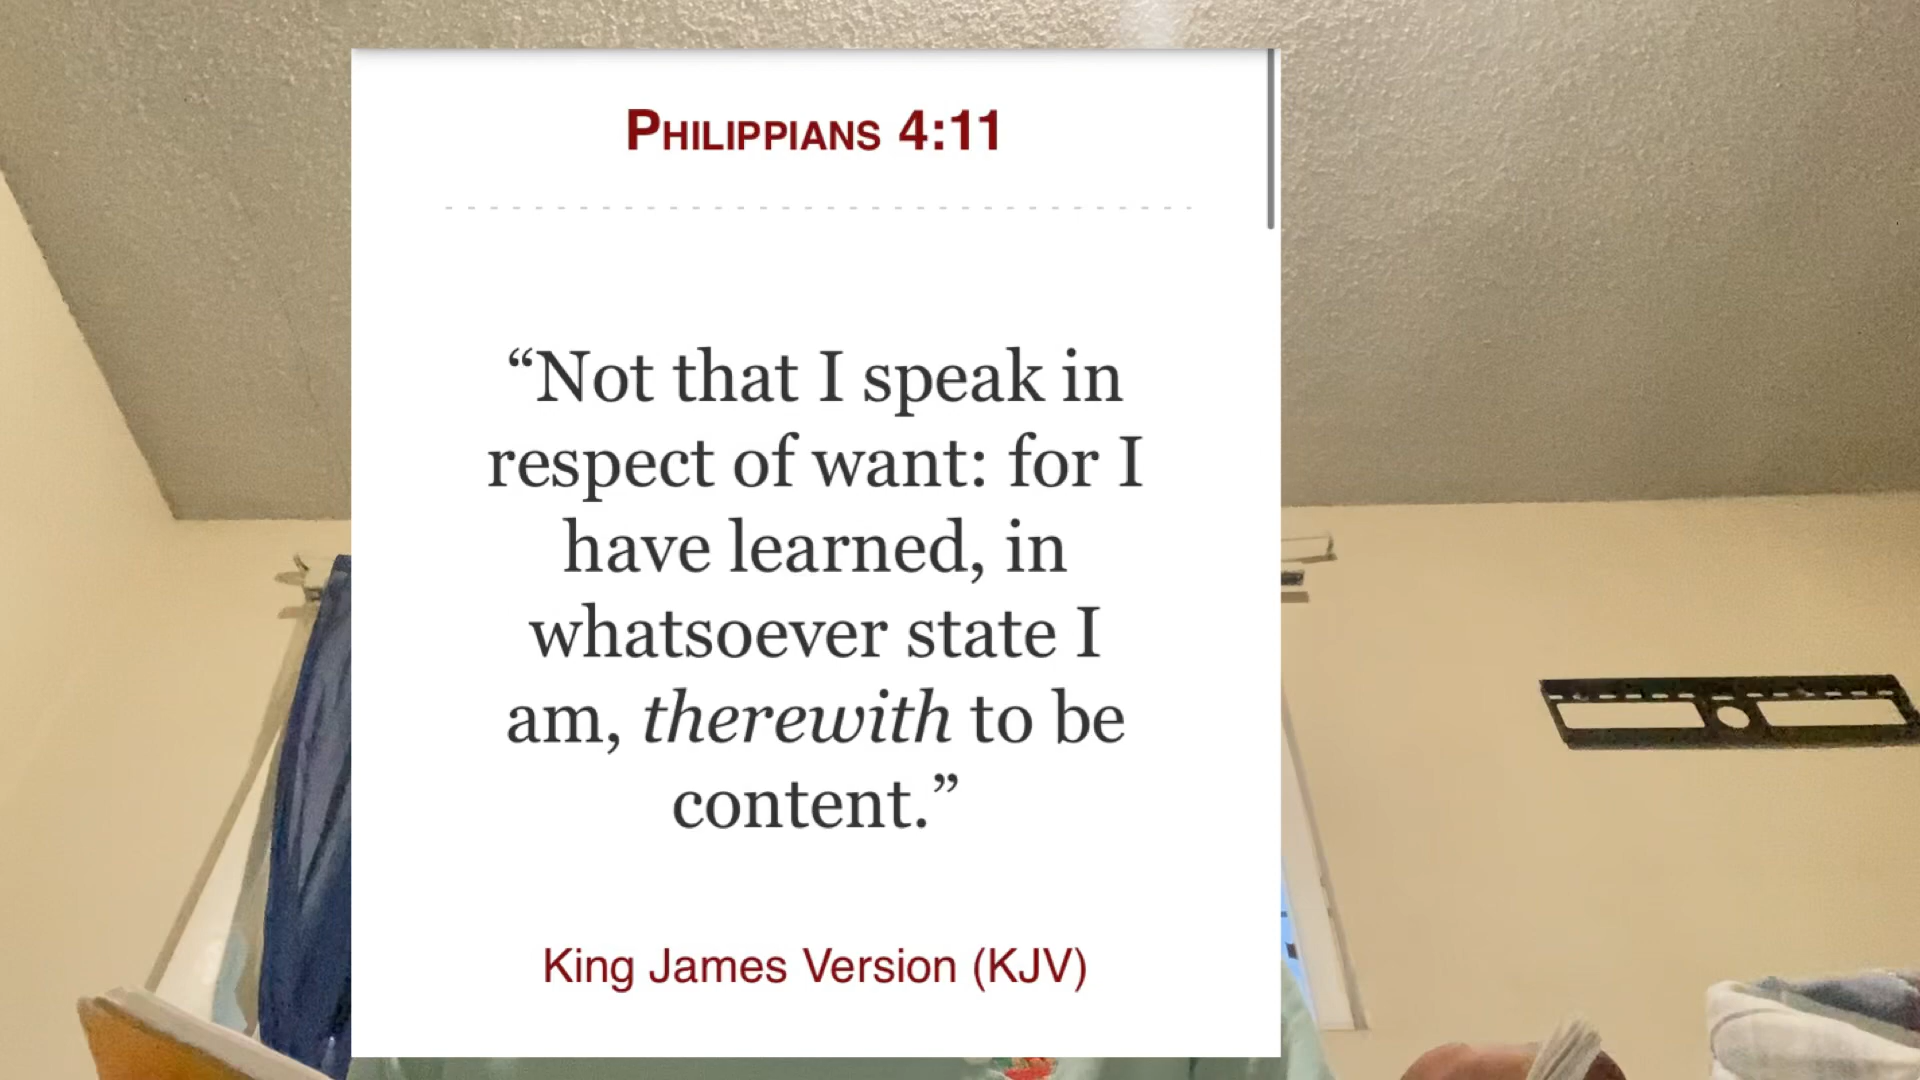 Philippians 4:11
“Not that I speak in
respect of want: for I
have learned, in
whatsoever state I
am, therewith to be
content.”
King James Version (KJV)